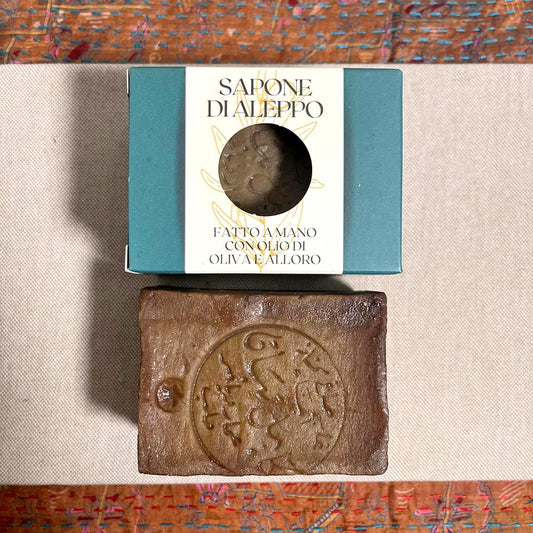 SAPONE
DI ALEPPO
FATTO A MANO
CON OLIO DI
OLIVA E ALLORO